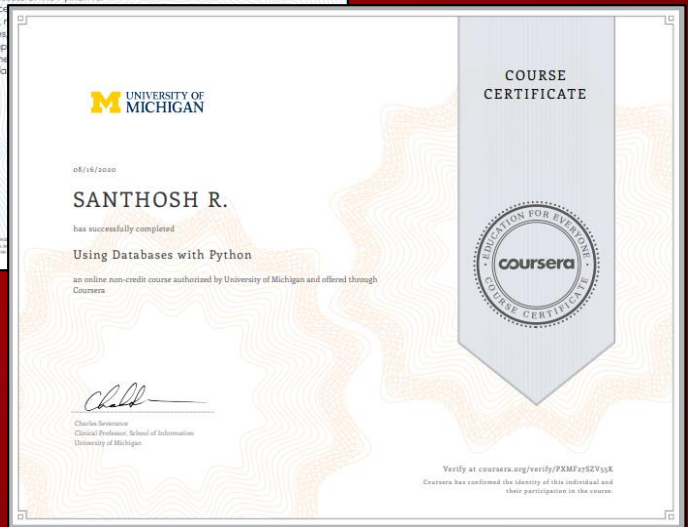 UNIVERSITY OF
MICHIGAN
COURSE
CERTIFICATE
08/16/2020
SANTHOSH R.
has successfully completed
Using Databases with Python
an online non-credit course authorized by University of Michigan and offered through
Coursera
EDUCATION FOR EVERYONE
coursera
COURSE CERTIFICATE
Charles Severance
Clinical Professor, School of Information
University of Michigan
Verify at coursera.org/verify/PXMF27SZV55K
Coursera has confirmed the identity of this individual and
their participation in the course.